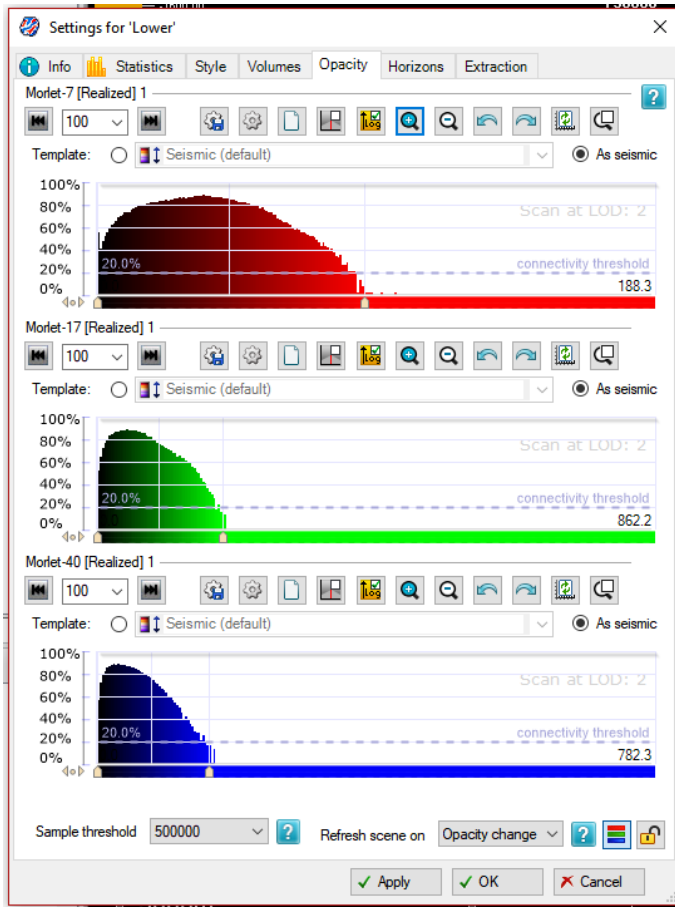 Settings for 'Lower'
Info Statistics Style Volumes Opacity Horizons Extraction
Morlet-7 [Realized] 1
?
100
LOG
Template: Seismic (default) As seismic
100%
80% Scan at LOD: 2
60%
40%
20% 20.0% connectivity threshold
0% 188.3
Morlet-17 [Realized] 1
100
LOG
Template: Seismic (default) As seismic
100%
80% Scan at LOD: 2
60%
40%
20% 20.0% connectivity threshold
0% 862.2
Morlet-40 [Realized] 1
100
LOG
Template: Seismic (default) As seismic
100%
80% Scan at LOD: 2
60%
40%
20% 20.0% connectivity threshold
0% 782.3
Sample threshold 500000 ? Refresh scene on Opacity change ?
Apply OK Cancel